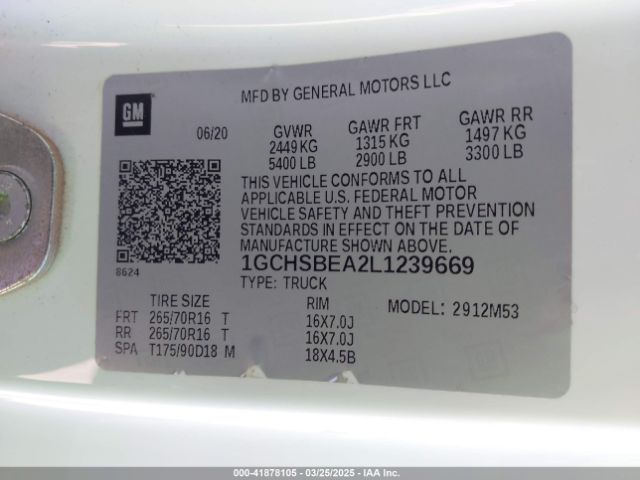 GM
MFD BY GENERAL MOTORS LLC
06/20 GVWR GAWR FRT GAWR RR
2449 KG 1315 KG 1497 KG
5400 LB 2900 LB 3300 LB
THIS VEHICLE CONFORMS TO ALL
APPLICABLE U.S. FEDERAL MOTOR
VEHICLE SAFETY AND THEFT PREVENTION
STANDARDS IN EFFECT ON THE DATE OF
MANUFACTURE SHOWN ABOVE.
8624 1GCHSBEA2L1239669
TYPE: TRUCK
TIRE SIZE RIM MODEL: 2912M53
FRT 265/70R16 T 16X7.0J
RR 265/70R16 T 16X7.0J
SPA T175/90D18 M 18X4.5B
© - 41878105 - 03/25/2025 - IAA Inc.